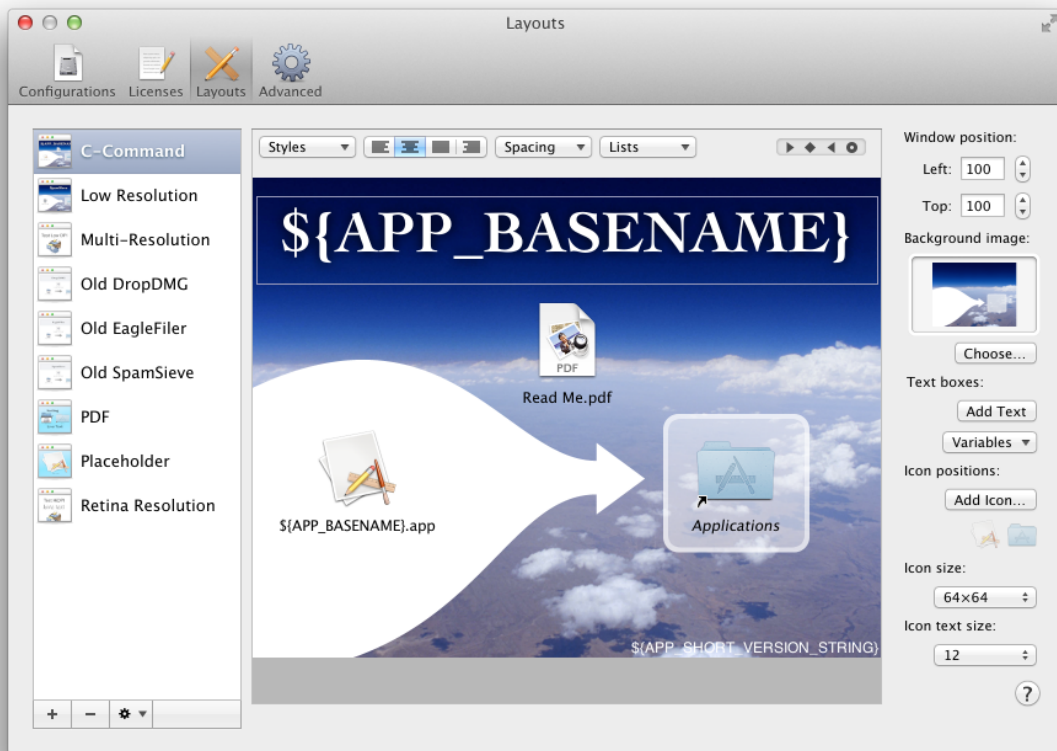 Layouts
Configurations Licenses Layouts Advanced
C-Command
Low Resolution
Multi-Resolution
Old DropDMG
Old EagleFiler
Old SpamSieve
PDF
Placeholder
Retina Resolution
Styles Spacing Lists
${APP_BASENAME}
PDF
Read Me.pdf
${APP_BASENAME}.app
Applications
${APP_SHORT_VERSION_STRING}
Window position:
Left: 100
Top: 100
Background image:
Choose...
Text boxes:
Add Text
Variables
Icon positions:
Add Icon...
Icon size:
64×64
Icon text size:
12
?